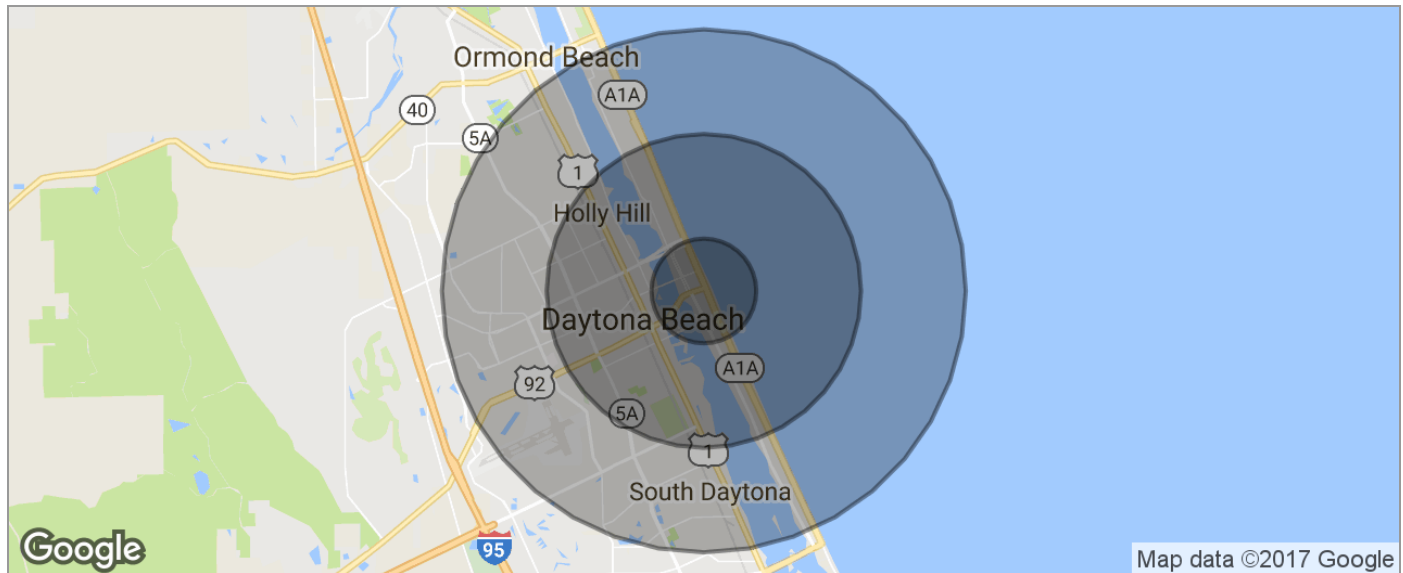 Ormond Beach
A1A
40
5A
1
Holly Hill
Daytona Beach
A1A
92
5A
1
South Daytona
95
Google
Map data ©2017 Google